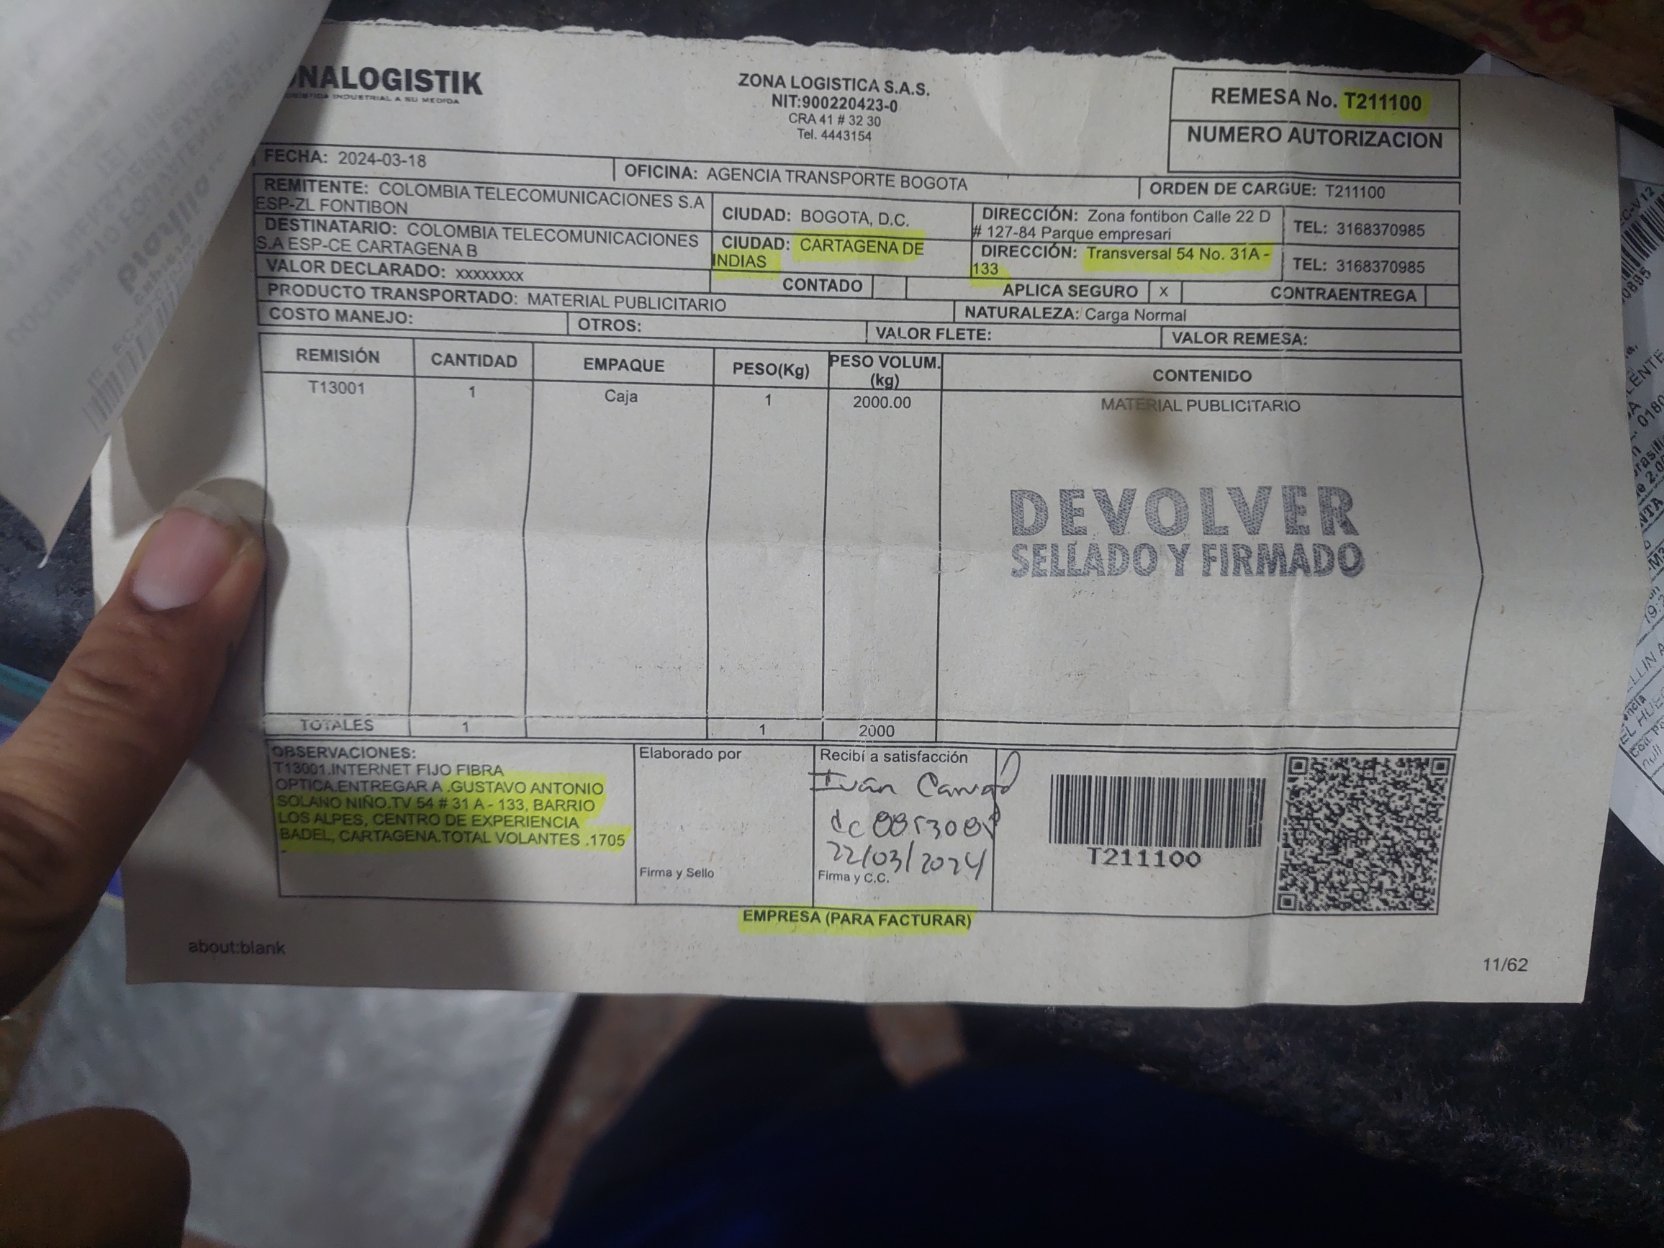 NALOGISTIK
INDUSTRIAL A SU MEDIDA
ZONA LOGISTICA S.A.S.
NIT:900220423-0
CRA 41 # 32 30
Tel. 4443154
REMESA No. T211100
NUMERO AUTORIZACION
FECHA: 2024-03-18
OFICINA: AGENCIA TRANSPORTE BOGOTA
ORDEN DE CARGUE: T211100
REMITENTE: COLOMBIA TELECOMUNICACIONES S.A
ESP-ZL FONTIBON
CIUDAD: BOGOTA, D.C.
DIRECCIÓN: Zona fontibon Calle 22 D
# 127-84 Parque empresari
TEL: 3168370985
DESTINATARIO: COLOMBIA TELECOMUNICACIONES
S.A ESP-CE CARTAGENA B
CIUDAD: CARTAGENA DE
INDIAS
DIRECCIÓN: Transversal 54 No. 31A -
133
TEL: 3168370985
VALOR DECLARADO: xxxxxxxx
CONTADO
APLICA SEGURO x
CONTRAENTREGA
PRODUCTO TRANSPORTADO: MATERIAL PUBLICITARIO
NATURALEZA: Carga Normal
COSTO MANEJO:
OTROS:
VALOR FLETE:
VALOR REMESA:
REMISIÓN CANTIDAD EMPAQUE PESO(Kg) PESO VOLUM. (kg) CONTENIDO
T13001 1 Caja 1 2000.00 MATERIAL PUBLICITARIO
DEVOLVER
SELLADO Y FIRMADO
TOTALES 1 1 2000
OBSERVACIONES:
T13001.INTERNET FIJO FIBRA
OPTICA.ENTREGAR A .GUSTAVO ANTONIO
SOLANO NIÑO.TV 54 # 31 A - 133, BARRIO
LOS ALPES, CENTRO DE EXPERIENCIA
BADEL, CARTAGENA.TOTAL VOLANTES .1705
.
Elaborado por
Firma y Sello
Recibí a satisfacción
Iván
22/03/2024
Firma y C.C.
T211100
EMPRESA (PARA FACTURAR)
about:blank
11/62